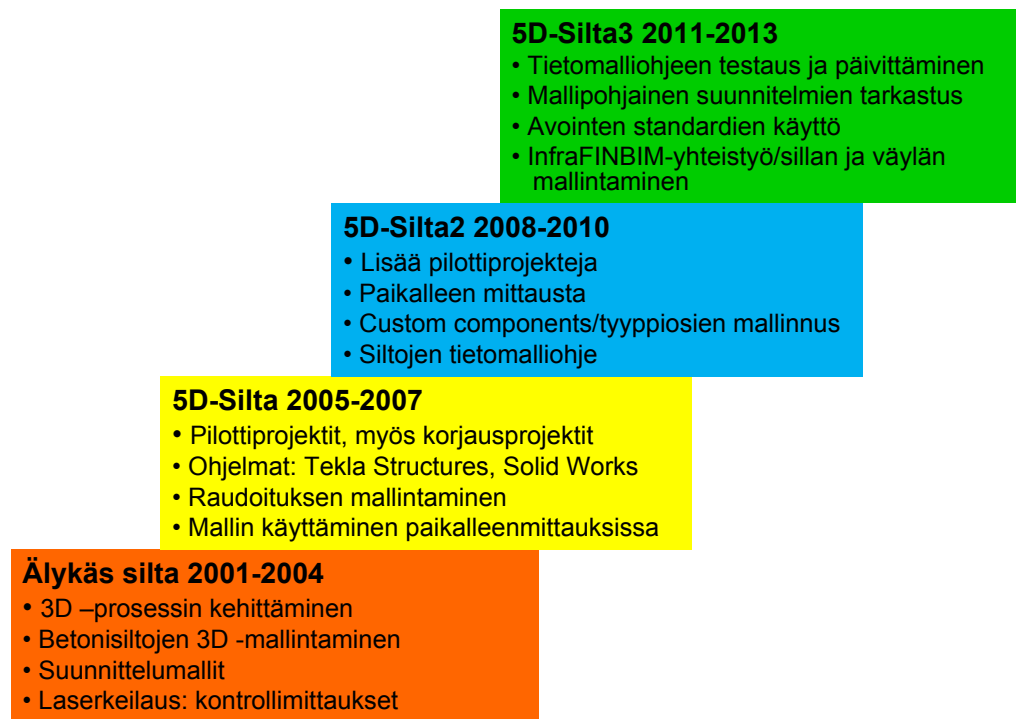 5D-Silta3 2011-2013
• Tietomalliohjeen testaus ja päivittäminen
• Mallipohjainen suunnitelmien tarkastus
• Avointen standardien käyttö
• InfraFINBIM-yhteistyö/sillan ja väylän
mallintaminen
5D-Silta2 2008-2010
• Lisää pilottiprojekteja
• Paikalleen mittausta
• Custom components/tyyppiosien mallinnus
• Siltojen tietomalliohje
5D-Silta 2005-2007
• Pilottiprojektit, myös korjausprojektit
• Ohjelmat: Tekla Structures, Solid Works
• Raudoituksen mallintaminen
• Mallin käyttäminen paikalleenmittauksissa
Älykäs silta 2001-2004
• 3D –prosessin kehittäminen
• Betonisiltojen 3D -mallintaminen
• Suunnittelumallit
• Laserkeilaus: kontrollimittaukset